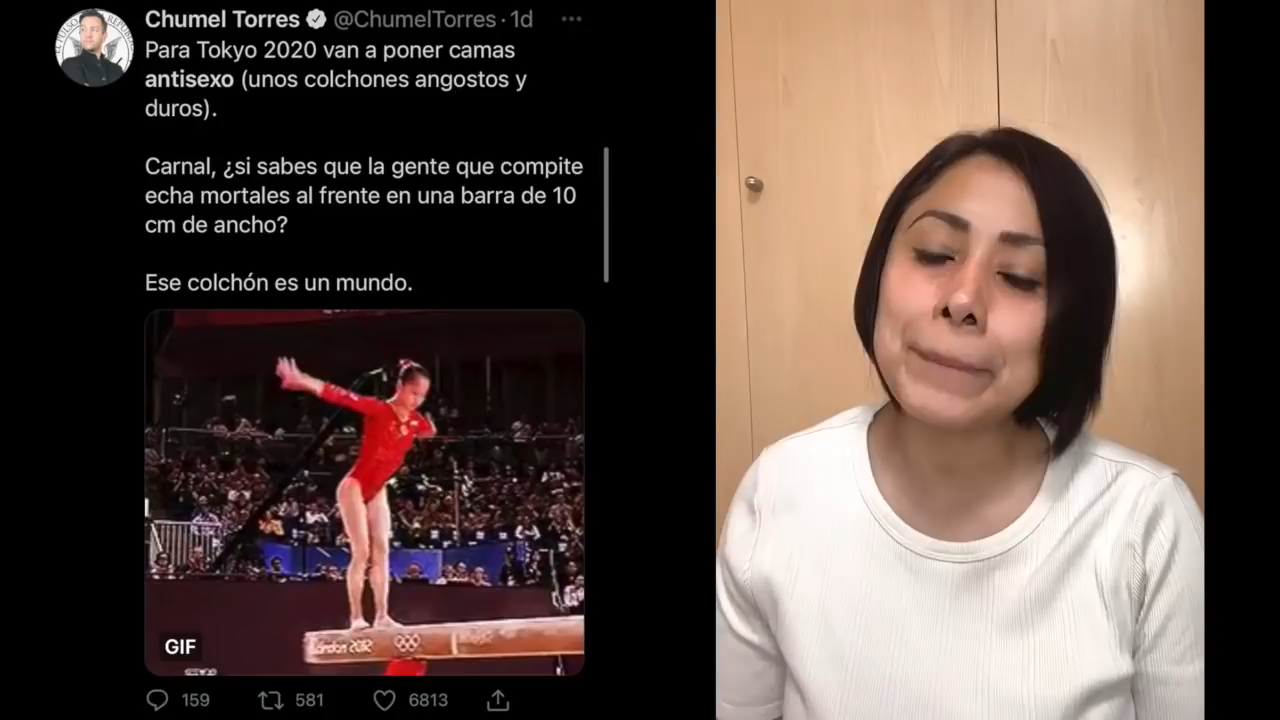 Chumel Torres @ChumelTorres · 1d
Para Tokyo 2020 van a poner camas
antisexo (unos colchones angostos y
duros).
Carnal, ¿si sabes que la gente que compite
echa mortales al frente en una barra de 10
cm de ancho?
Ese colchón es un mundo.
London 2012
GIF
159 581 6813